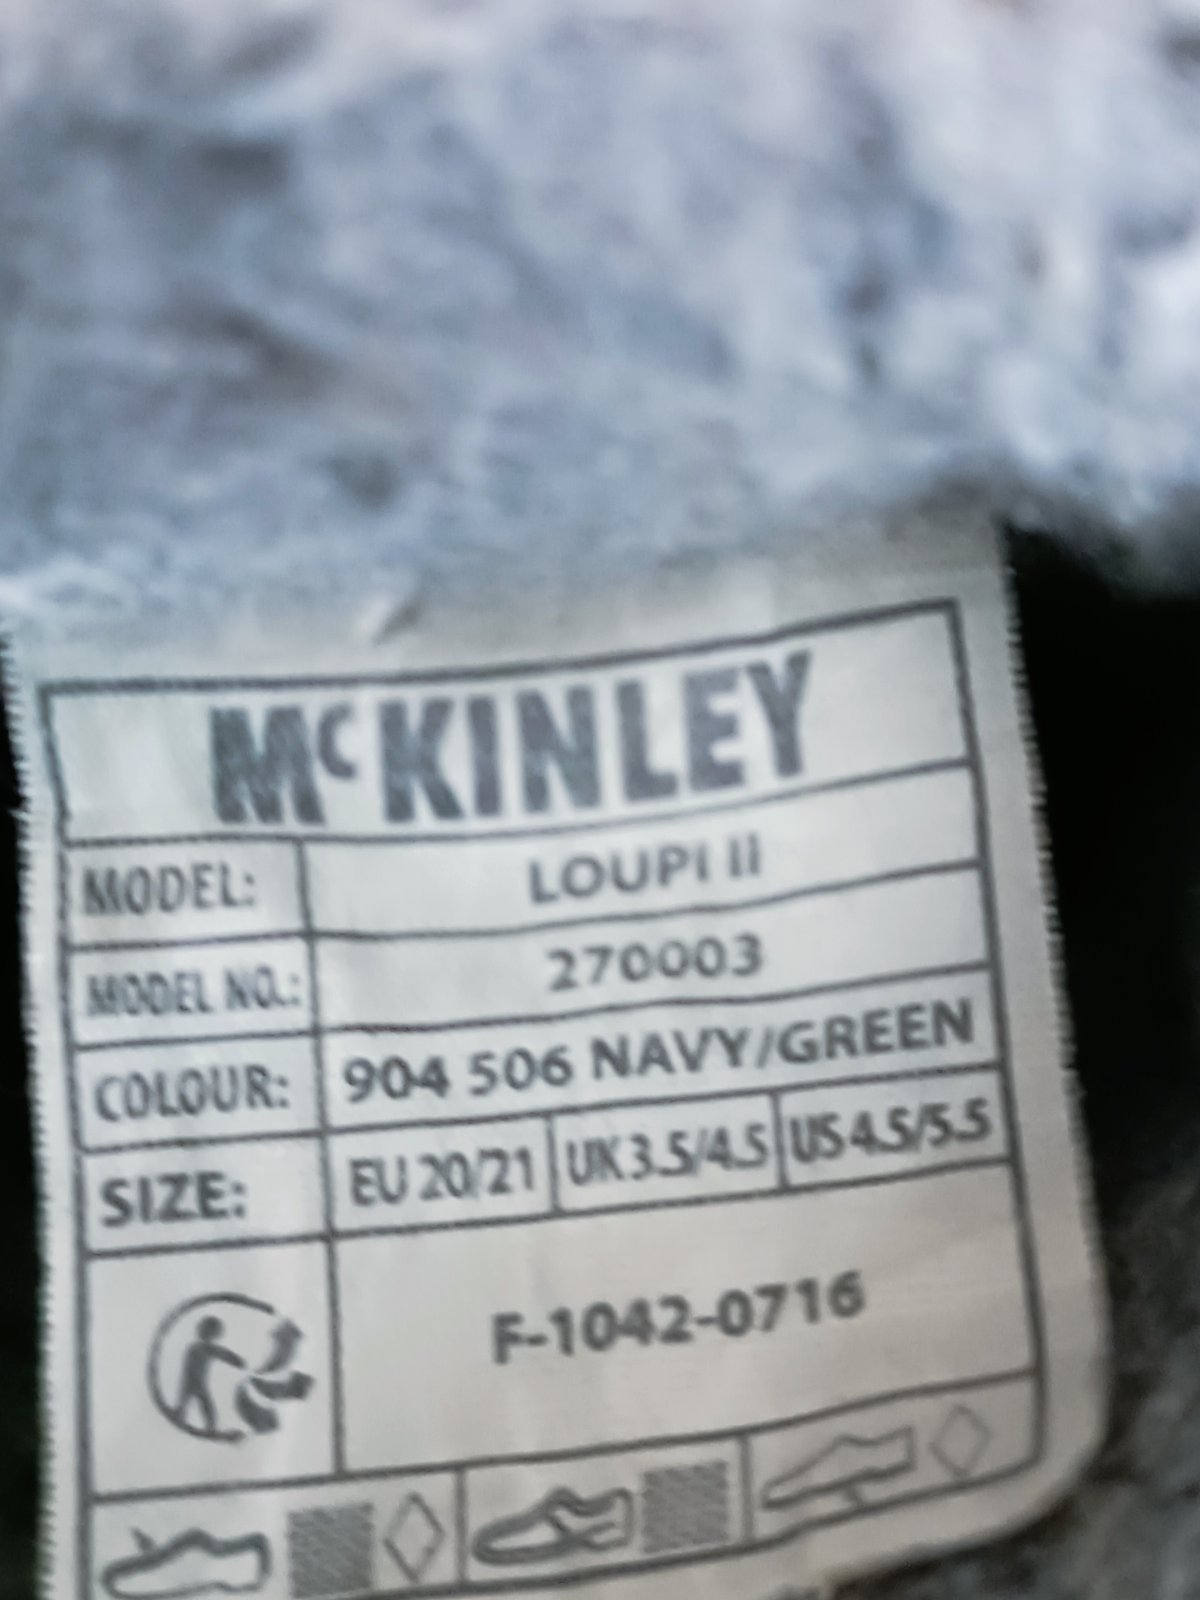 McKINLEY
MODEL: LOUPI II
MODEL NO.: 270003
COLOUR: 904 506 NAVY/GREEN
SIZE: EU 20/21 UK 3.5/4.5 US 4.5/5.5
F-1042-0716